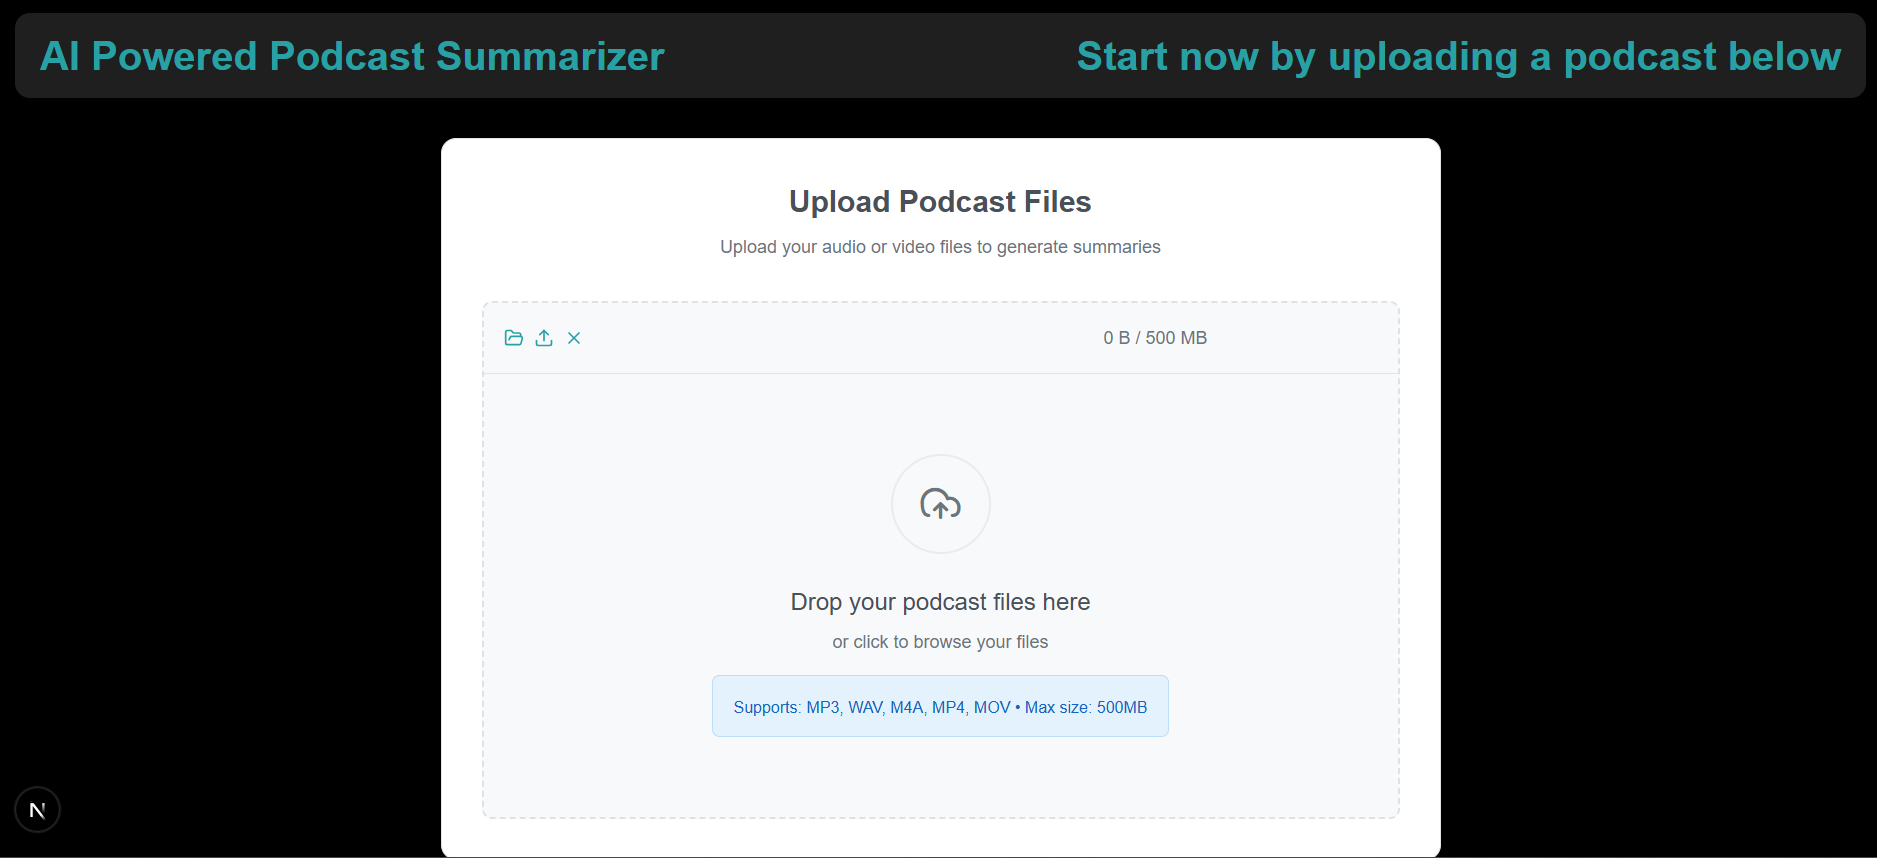 AI Powered Podcast Summarizer
Start now by uploading a podcast below
Upload Podcast Files
Upload your audio or video files to generate summaries
0 B / 500 MB
Drop your podcast files here
or click to browse your files
Supports: MP3, WAV, M4A, MP4, MOV • Max size: 500MB
N